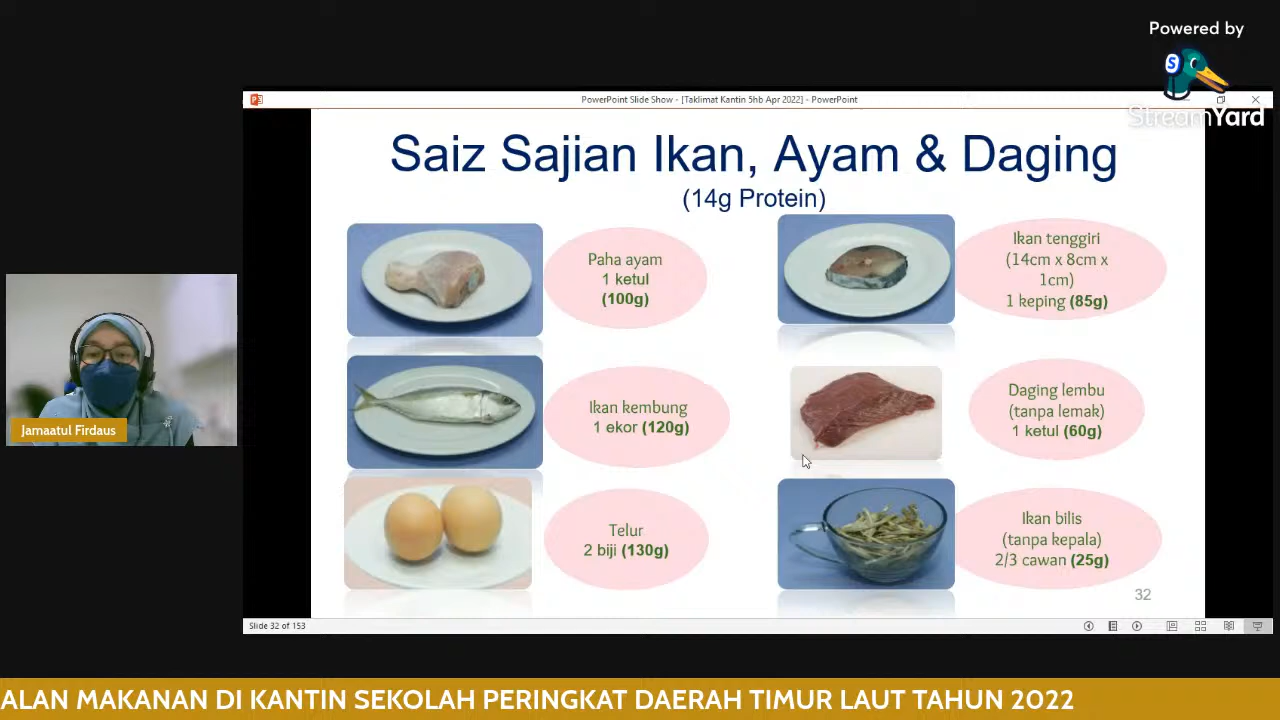 Powered by
StreamYard
PowerPoint Slide Show - [Taklimat Kantin 5hb Apr 2022] - PowerPoint
Saiz Sajian Ikan, Ayam & Daging
(14g Protein)
Paha ayam
1 ketul
(100g)
Ikan tenggiri
(14cm x 8cm x
1cm)
1 keping (85g)
Ikan kembung
1 ekor (120g)
Daging lembu
(tanpa lemak)
1 ketul (60g)
Telur
2 biji (130g)
Ikan bilis
(tanpa kepala)
2/3 cawan (25g)
32
Slide 32 of 153
Jamaatul Firdaus
ALAN MAKANAN DI KANTIN SEKOLAH PERINGKAT DAERAH TIMUR LAUT TAHUN 2022